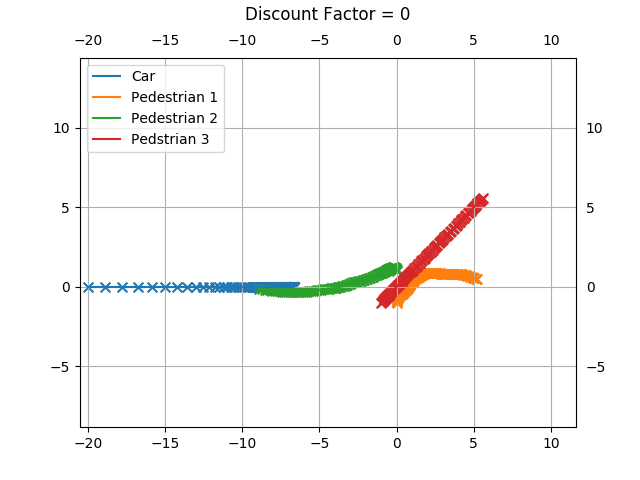 Discount Factor = 0
−20 −15 −10 −5 0 5 10
Car
Pedestrian 1
Pedestrian 2
Pedstrian 3
10 10
5 5
0 0
−5 −5
−20 −15 −10 −5 0 5 10